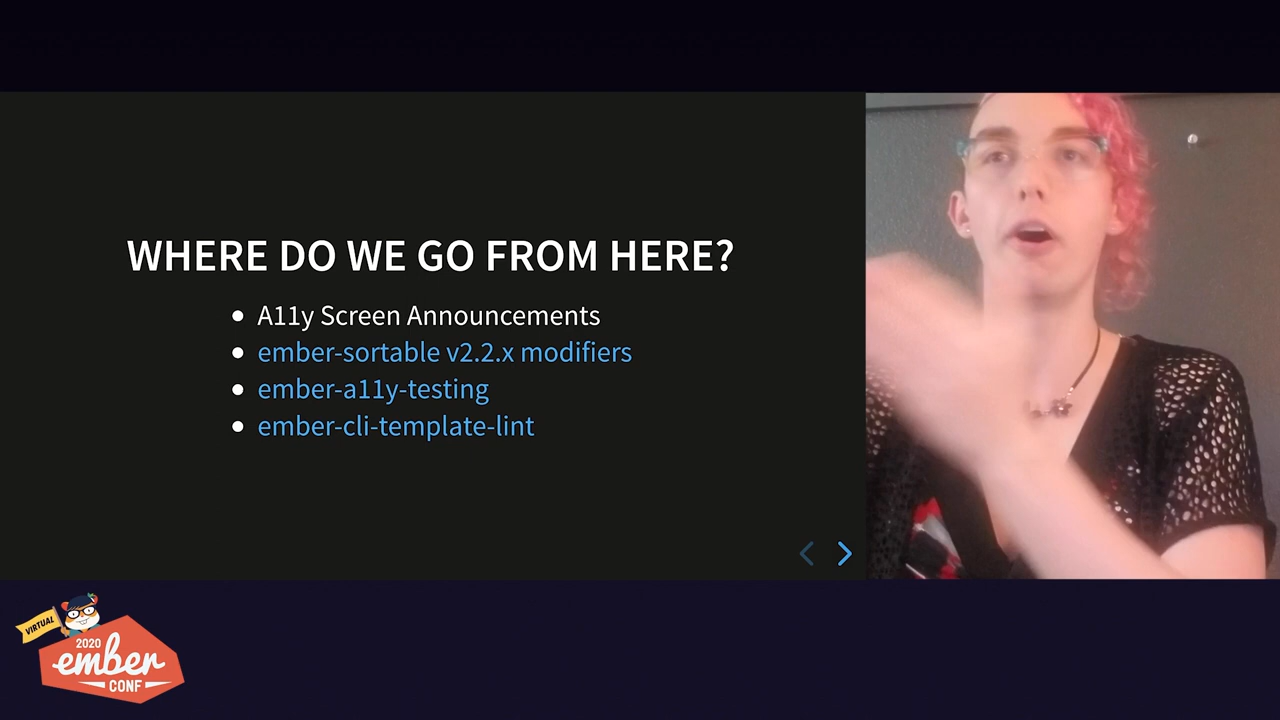 WHERE DO WE GO FROM HERE?
A11y Screen Announcements
ember-sortable v2.2.x modifiers
ember-a11y-testing
ember-cli-template-lint
VIRTUAL
2020
ember
CONF